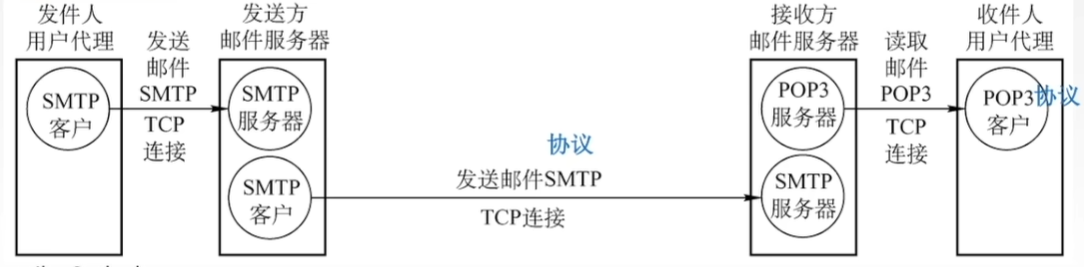 发件人
用户代理
发送
邮件
SMTP
TCP
连接
发送方
邮件服务器
接收方
邮件服务器
读取
邮件
POP3
TCP
连接
收件人
用户代理
SMTP
客户
SMTP
服务器
SMTP
客户
协议
发送邮件SMTP
TCP连接
POP3
服务器
SMTP
服务器
POP3
客户
协议